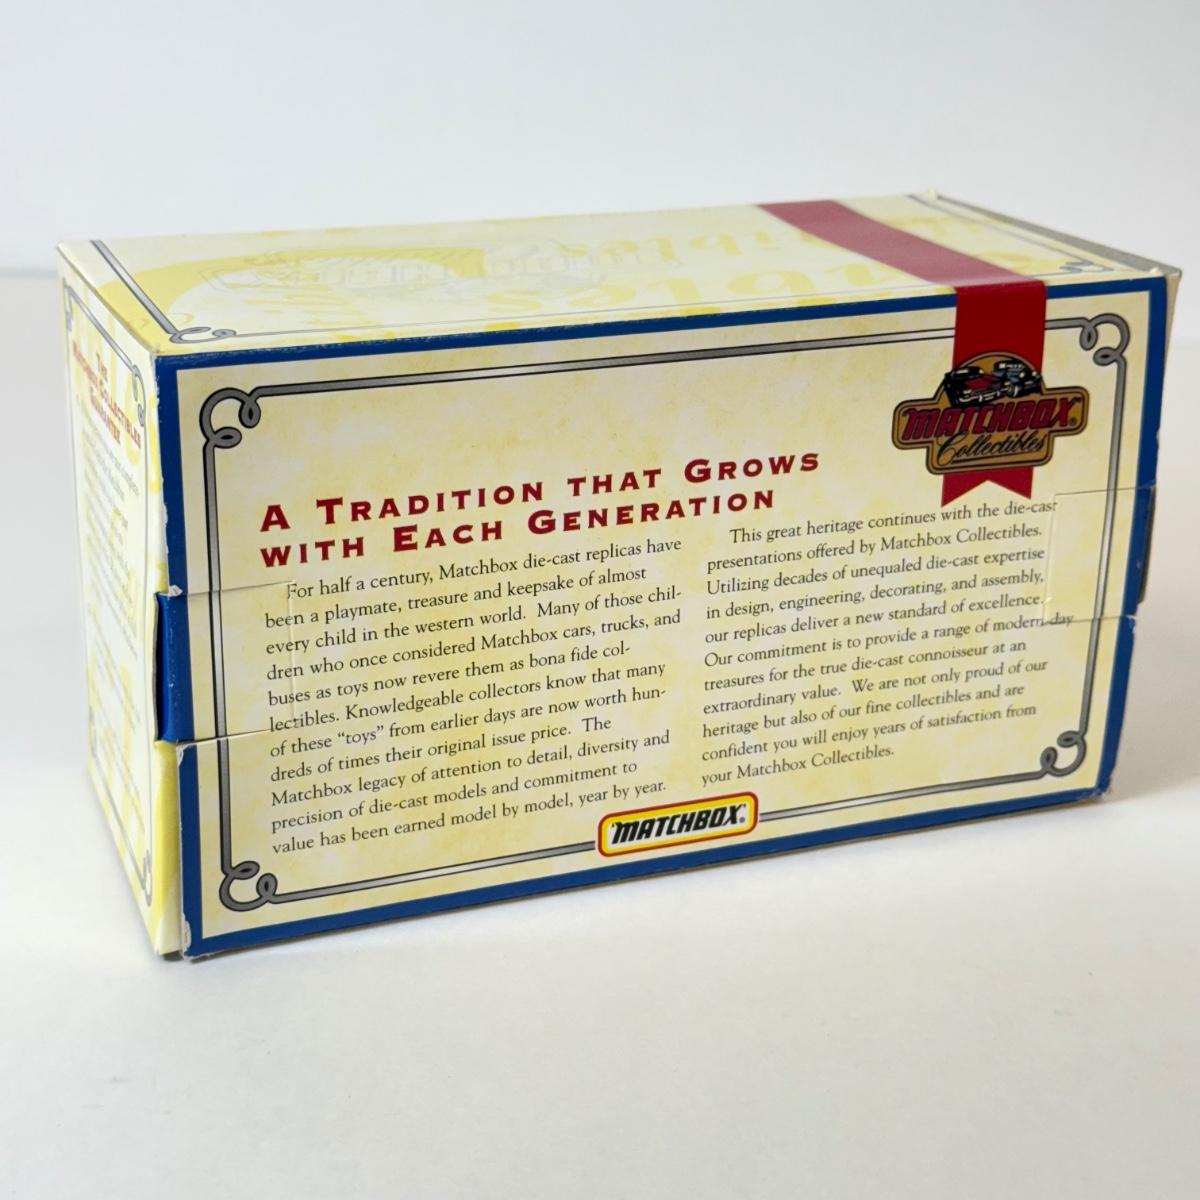 THE
MATCHBOX COLLECTIBLES
GUARANTEE
MATCHBOX
Collectibles
A TRADITION THAT GROWS
WITH EACH GENERATION
For half a century, Matchbox die-cast replicas have
been a playmate, treasure and keepsake of almost
every child in the western world. Many of those chil-
dren who once considered Matchbox cars, trucks, and
buses as toys now revere them as bona fide col-
lectibles. Knowledgeable collectors know that many
of these “toys” from earlier days are now worth hun-
dreds of times their original issue price. The
Matchbox legacy of attention to detail, diversity and
precision of die-cast models and commitment to
value has been earned model by model, year by year.
This great heritage continues with the die-cast
presentations offered by Matchbox Collectibles.
Utilizing decades of unequaled die-cast expertise
in design, engineering, decorating, and assembly,
our replicas deliver a new standard of excellence.
Our commitment is to provide a range of modern-day
treasures for the true die-cast connoisseur at an
extraordinary value. We are not only proud of our
heritage but also of our fine collectibles and are
confident you will enjoy years of satisfaction from
your Matchbox Collectibles.
MATCHBOX